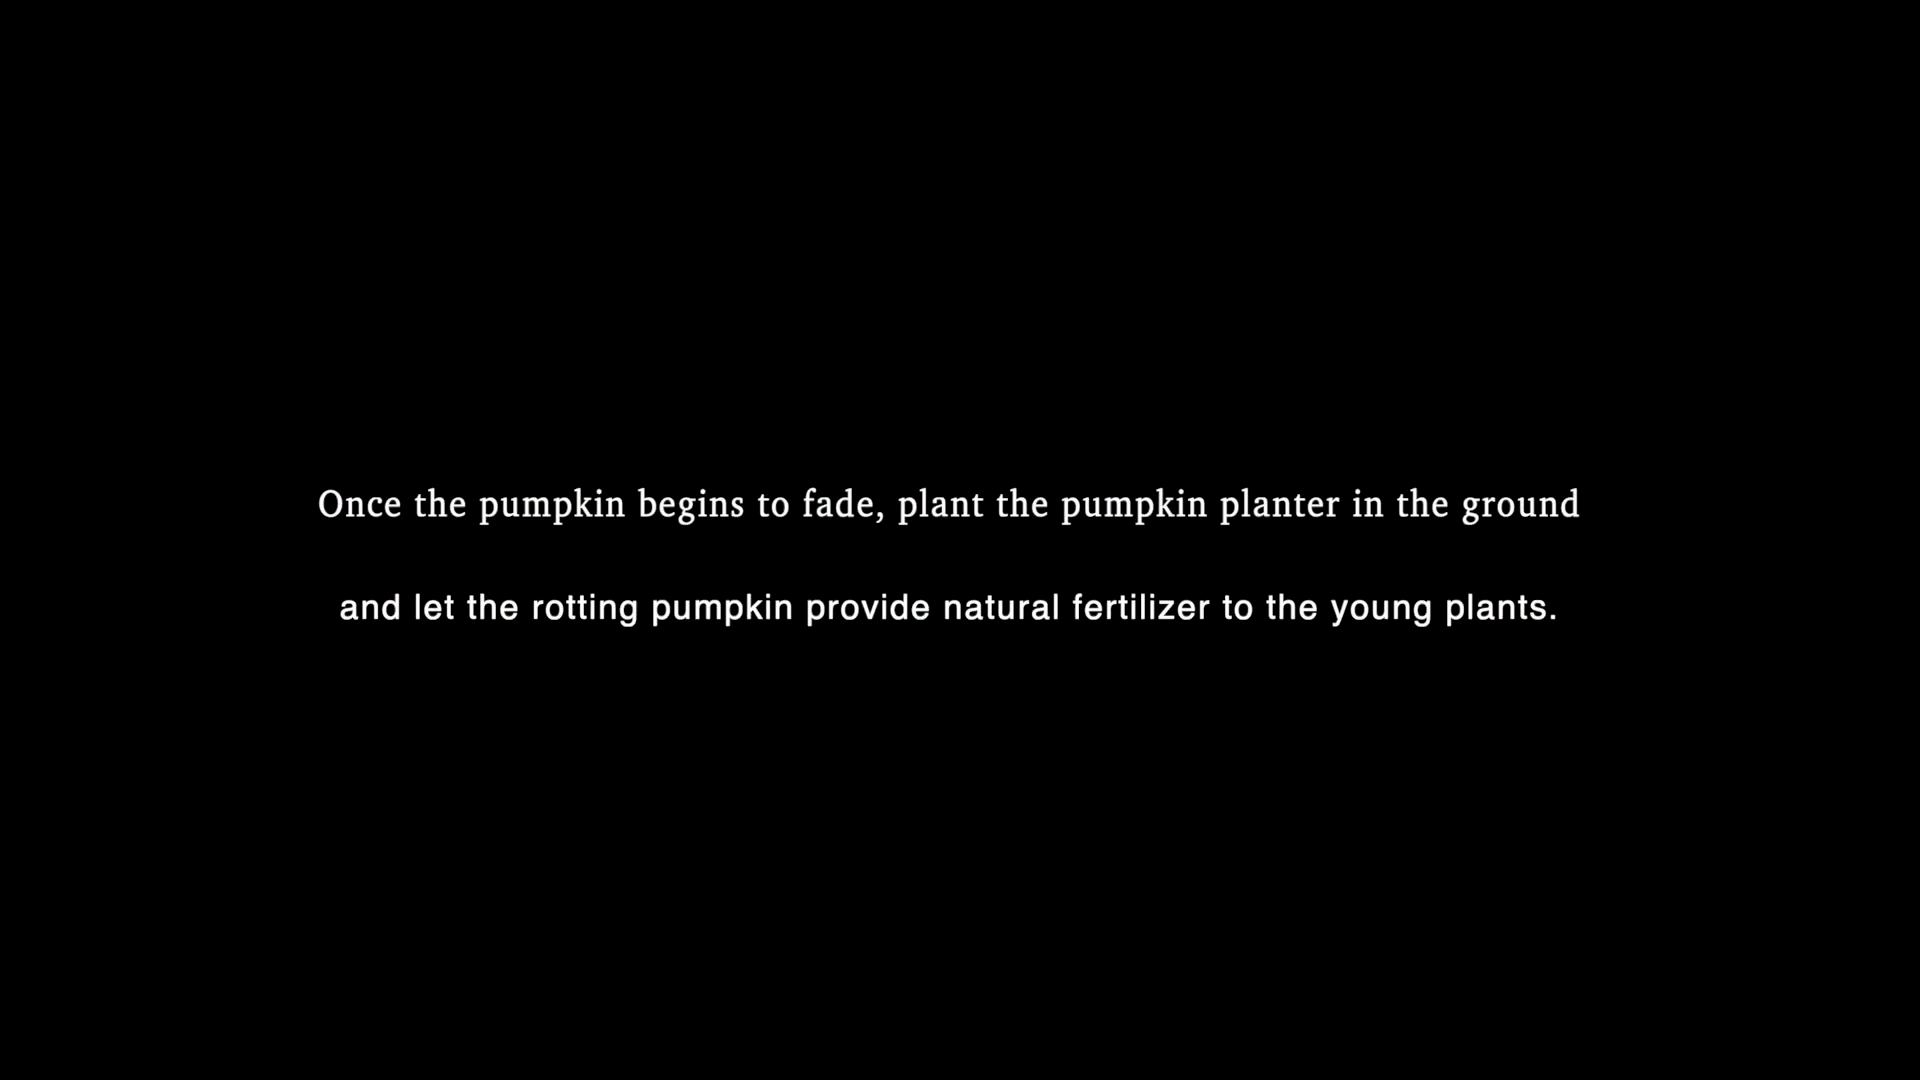 Once the pumpkin begins to fade, plant the pumpkin planter in the ground
and let the rotting pumpkin provide natural fertilizer to the young plants.